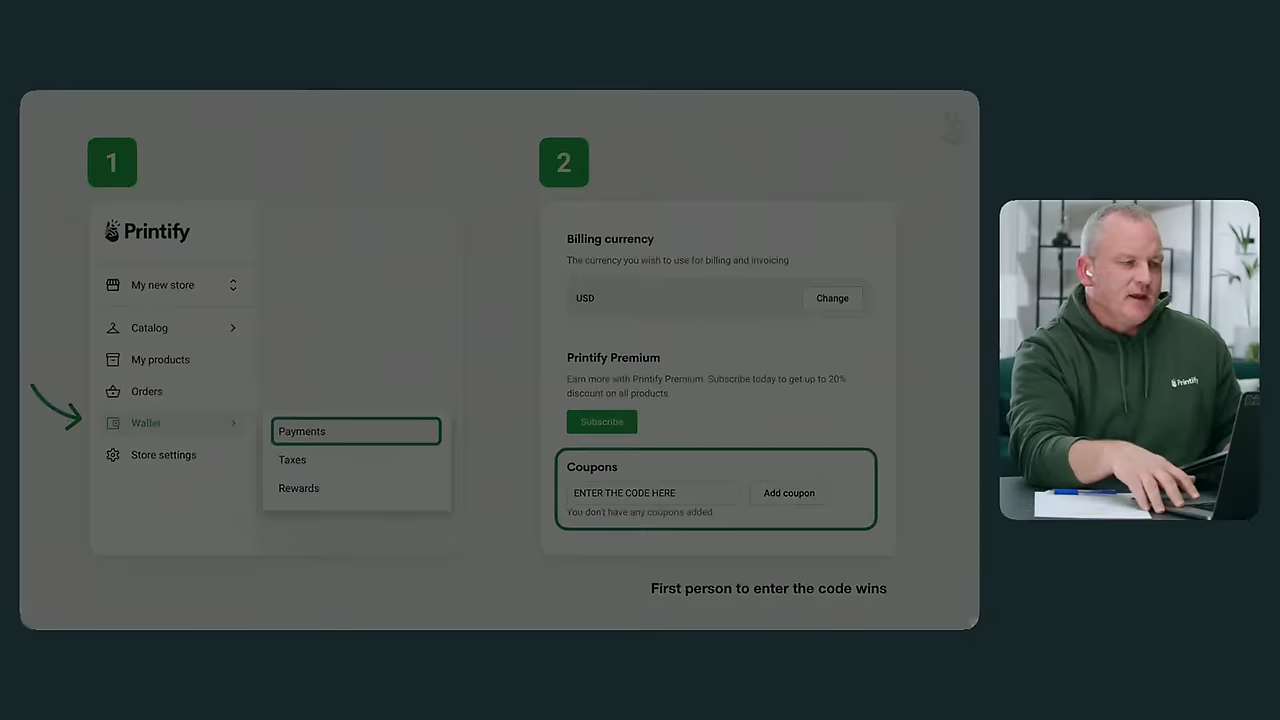 1
Printify
My new store
Catalog
My products
Orders
Wallet
Store settings
Payments
Taxes
Rewards
2
Billing currency
The currency you wish to use for billing and invoicing
USD
Change
Printify Premium
Earn more with Printify Premium. Subscribe today to get up to 20%
discount on all products
Subscribe
Coupons
ENTER THE CODE HERE
Add coupon
You don't have any coupons added.
First person to enter the code wins
Printify